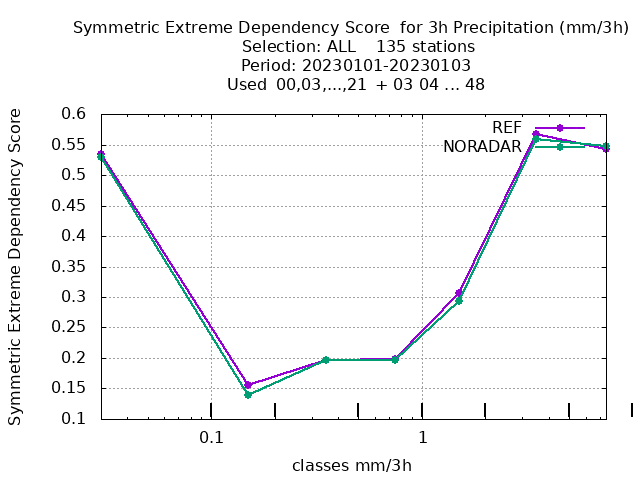 Symmetric Extreme Dependency Score  for 3h Precipitation (mm/3h)
Selection: ALL    135 stations
Period: 20230101-20230103
Used  00,03,...,21  + 03 04 ... 48
Symmetric Extreme Dependency Score
0.6
0.55
0.5
0.45
0.4
0.35
0.3
0.25
0.2
0.15
0.1
REF
NORADAR
0.1
1
classes mm/3h